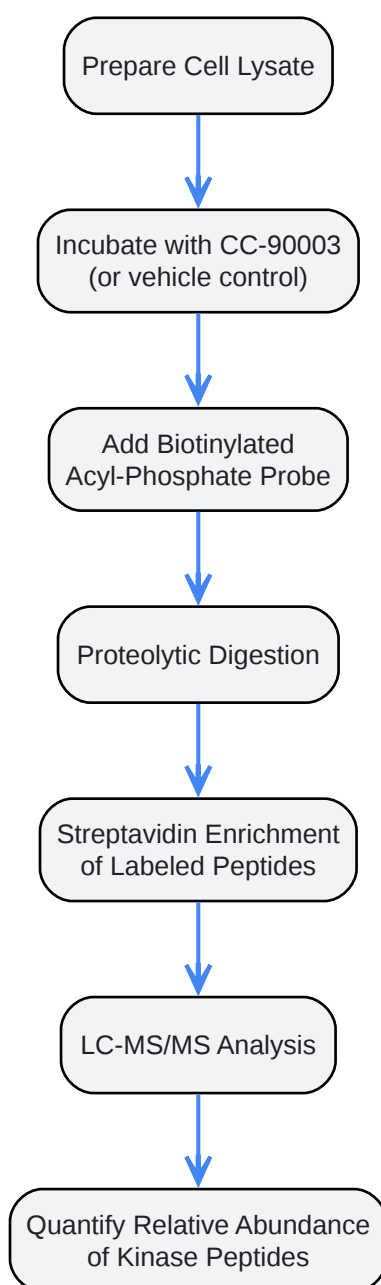 Prepare Cell Lysate
Incubate with CC-90003
(or vehicle control)
Add Biotinylated
Acyl-Phosphate Probe
Proteolytic Digestion
Streptavidin Enrichment
of Labeled Peptides
LC-MS/MS Analysis
Quantify Relative Abundance
of Kinase Peptides